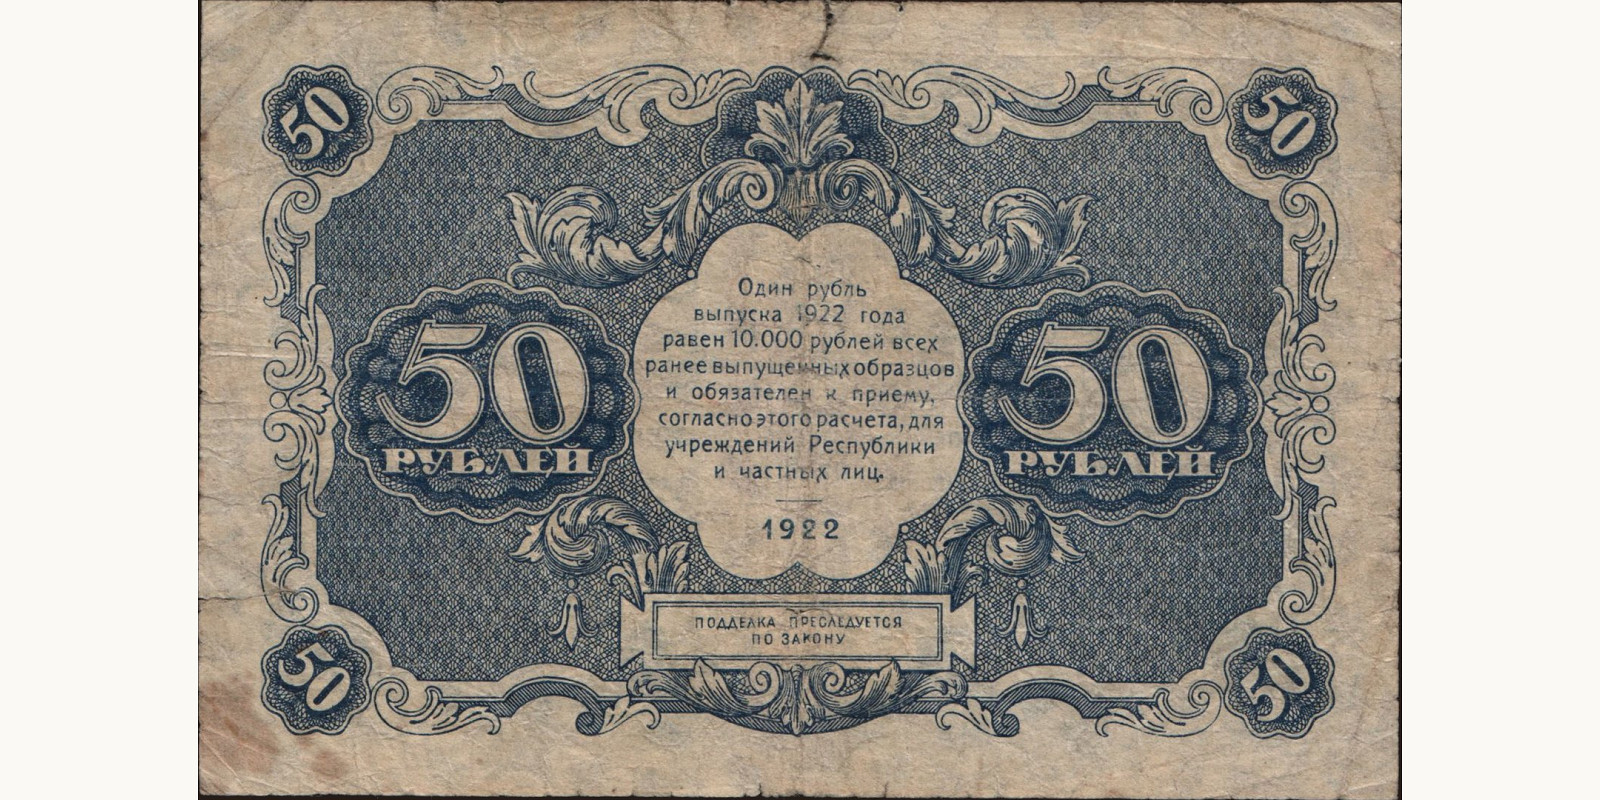 50
50
Один рубль
выпуска 1922 года
равен 10.000 рублей всех
ранее выпущенных образцов
и обязателен к приему,
согласно этого расчета, для
учреждений Республики
и частных лиц.
1922
50
РУБЛЕЙ
50
РУБЛЕЙ
ПОДДЕЛКА ПРЕСЛЕДУЕТСЯ
ПО ЗАКОНУ
50
50